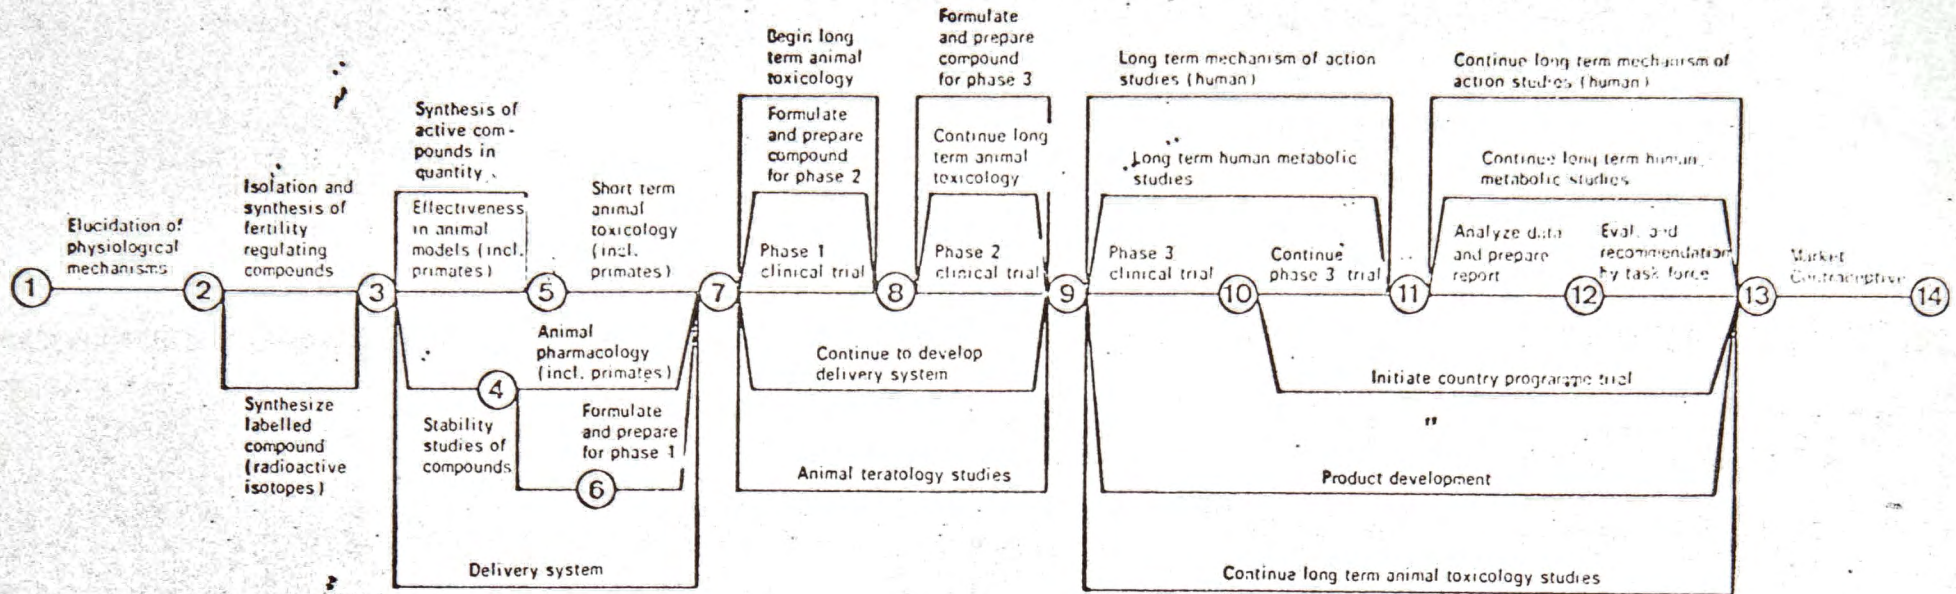 Elucidation of
physiological
mechanisms
Isolation and
synthesis of
fertility
regulating
compounds
Synthesize
labelled
compound
(radioactive
isotopes)
Synthesis of
active com-
pounds in
quantity
Effectiveness
in animal
models (incl.
primates)
Stability
studies of
compounds
Delivery system
Short term
animal
toxicology
(incl.
primates)
Animal
pharmacology
(incl. primates)
Formulate
and prepare
for phase 1
Begin long
term animal
toxicology
Formulate
and prepare
compound
for phase 2
Phase 1
clinical trial
Continue to develop
delivery system
Animal teratology studies
Formulate
and prepare
compound
for phase 3
Continue long
term animal
toxicology
Phase 2
clinical trial
Long term mechanism of action
studies (human)
Long term human metabolic
studies
Phase 3
clinical trial
Continue
phase 3 trial
Initiate country programme trial
Product development
Continue long term animal toxicology studies
Continue long term mechanism of
action studies (human)
Continue long term human
metabolic studies
Analyze data
and prepare
report
Eval. and
recommendation
by task force
Market
Contraceptive
1
2
3
4
5
6
7
8
9
10
11
12
13
14